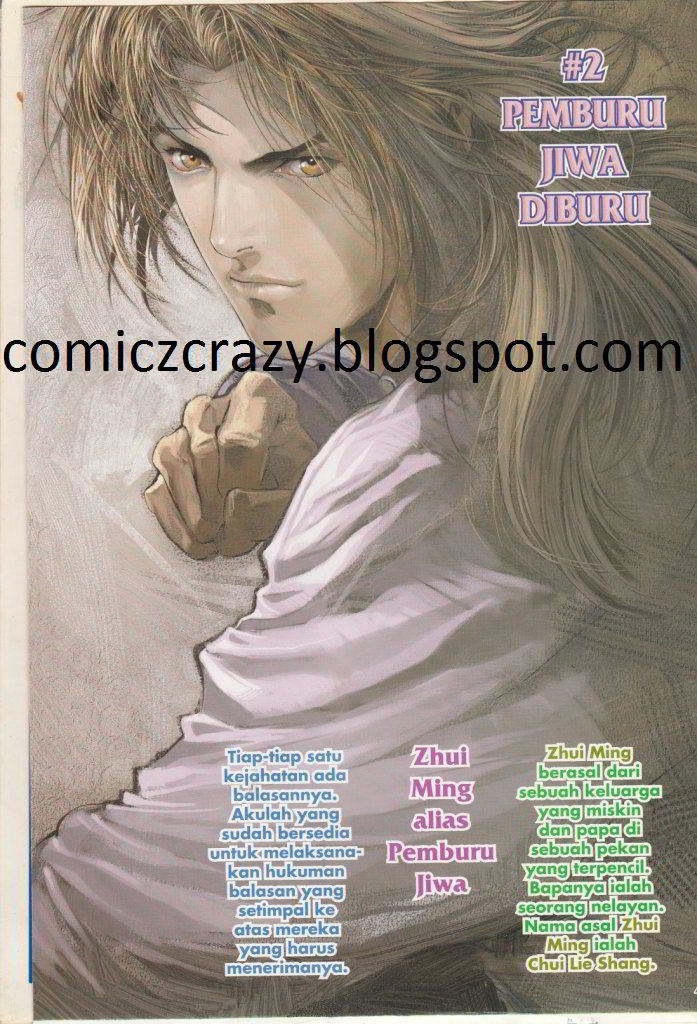 #2
PEMBURU
JIWA
DIBURU
comiczcrazy.blogspot.com
Tiap-tiap satu
kejahatan ada
balasannya.
Akulah yang
sudah bersedia
untuk melaksana-
kan hukuman
balasan yang
setimpal ke
atas mereka
yang harus
menerimanya.
Zhui
Ming
alias
Pemburu
Jiwa
Zhui Ming
berasal dari
sebuah keluarga
yang miskin
dan papa di
sebuah pekan
yang terpencil.
Bapanya ialah
seorang nelayan.
Nama asal Zhui
Ming ialah
Chui Lie Shang.